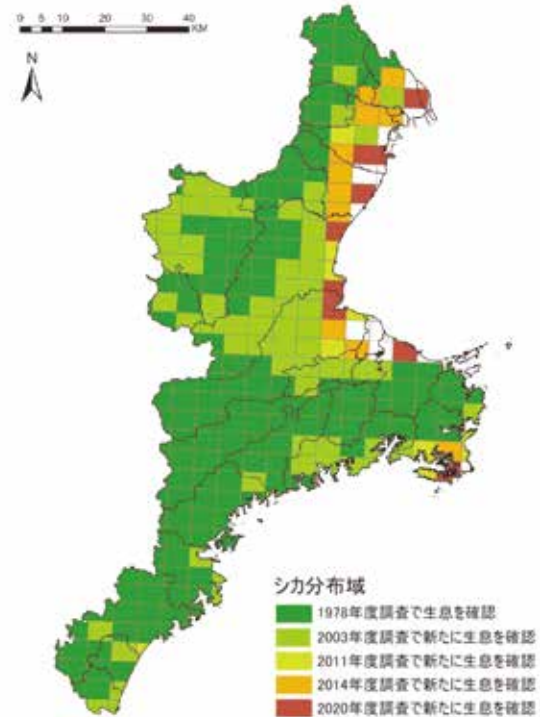 0 5 10 20 30 40
KM
N
シカ分布域
1978年度調査で生息を確認
2003年度調査で新たに生息を確認
2011年度調査で新たに生息を確認
2014年度調査で新たに生息を確認
2020年度調査で新たに生息を確認